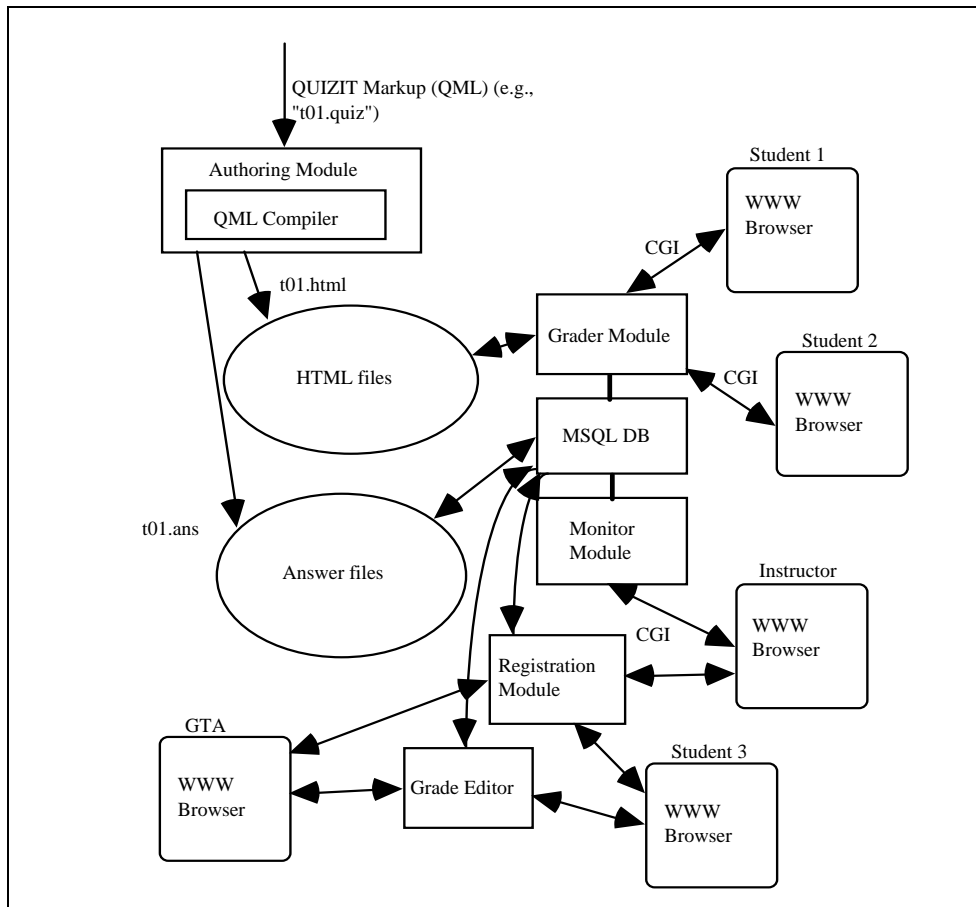 QUIZIT Markup (QML) (e.g.,
"t01.quiz")
Authoring Module
QML Compiler
t01.html
t01.ans
HTML files
Answer files
Student 1
WWW
Browser
CGI
Grader Module
Student 2
WWW
Browser
CGI
MSQL DB
Monitor
Module
Instructor
WWW
Browser
CGI
Registration
Module
GTA
WWW
Browser
Grade Editor
Student 3
WWW
Browser